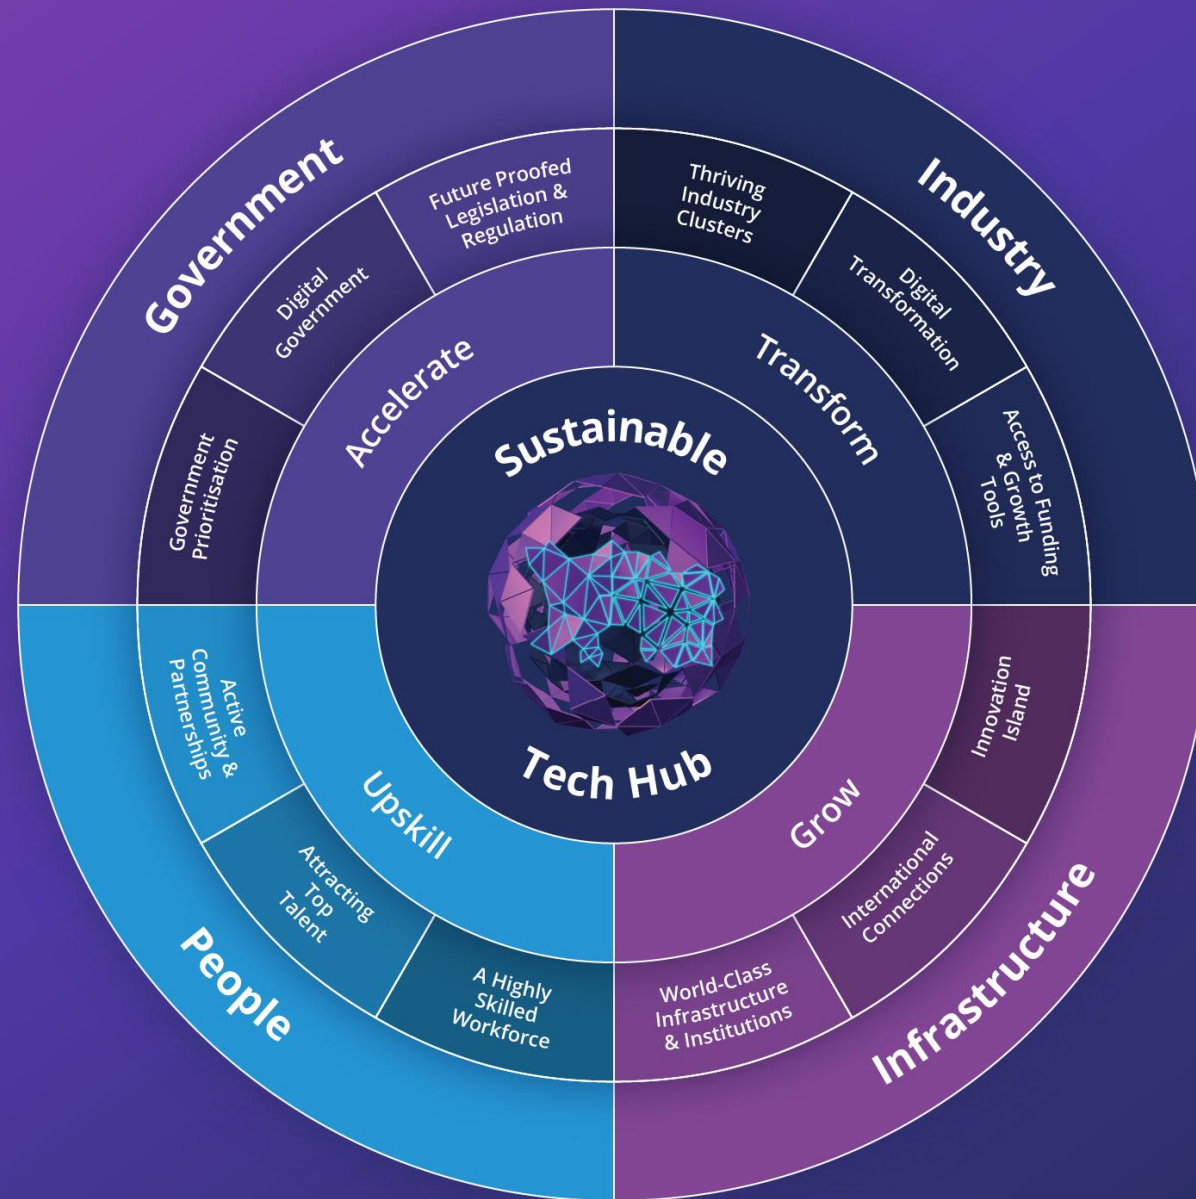 Government
Future Proofed
Legislation &
Regulation
Digital
Government
Government
Prioritisation
Accelerate
Industry
Thriving
Industry
Clusters
Digital
Transformation
Access to Funding
& Growth
Tools
Transform
Sustainable
Tech Hub
People
Active
Community &
Partnerships
Attracting
Top
Talent
A Highly
Skilled
Workforce
Upskill
Infrastructure
Innovation
Island
International
Connections
World-Class
Infrastructure
& Institutions
Grow